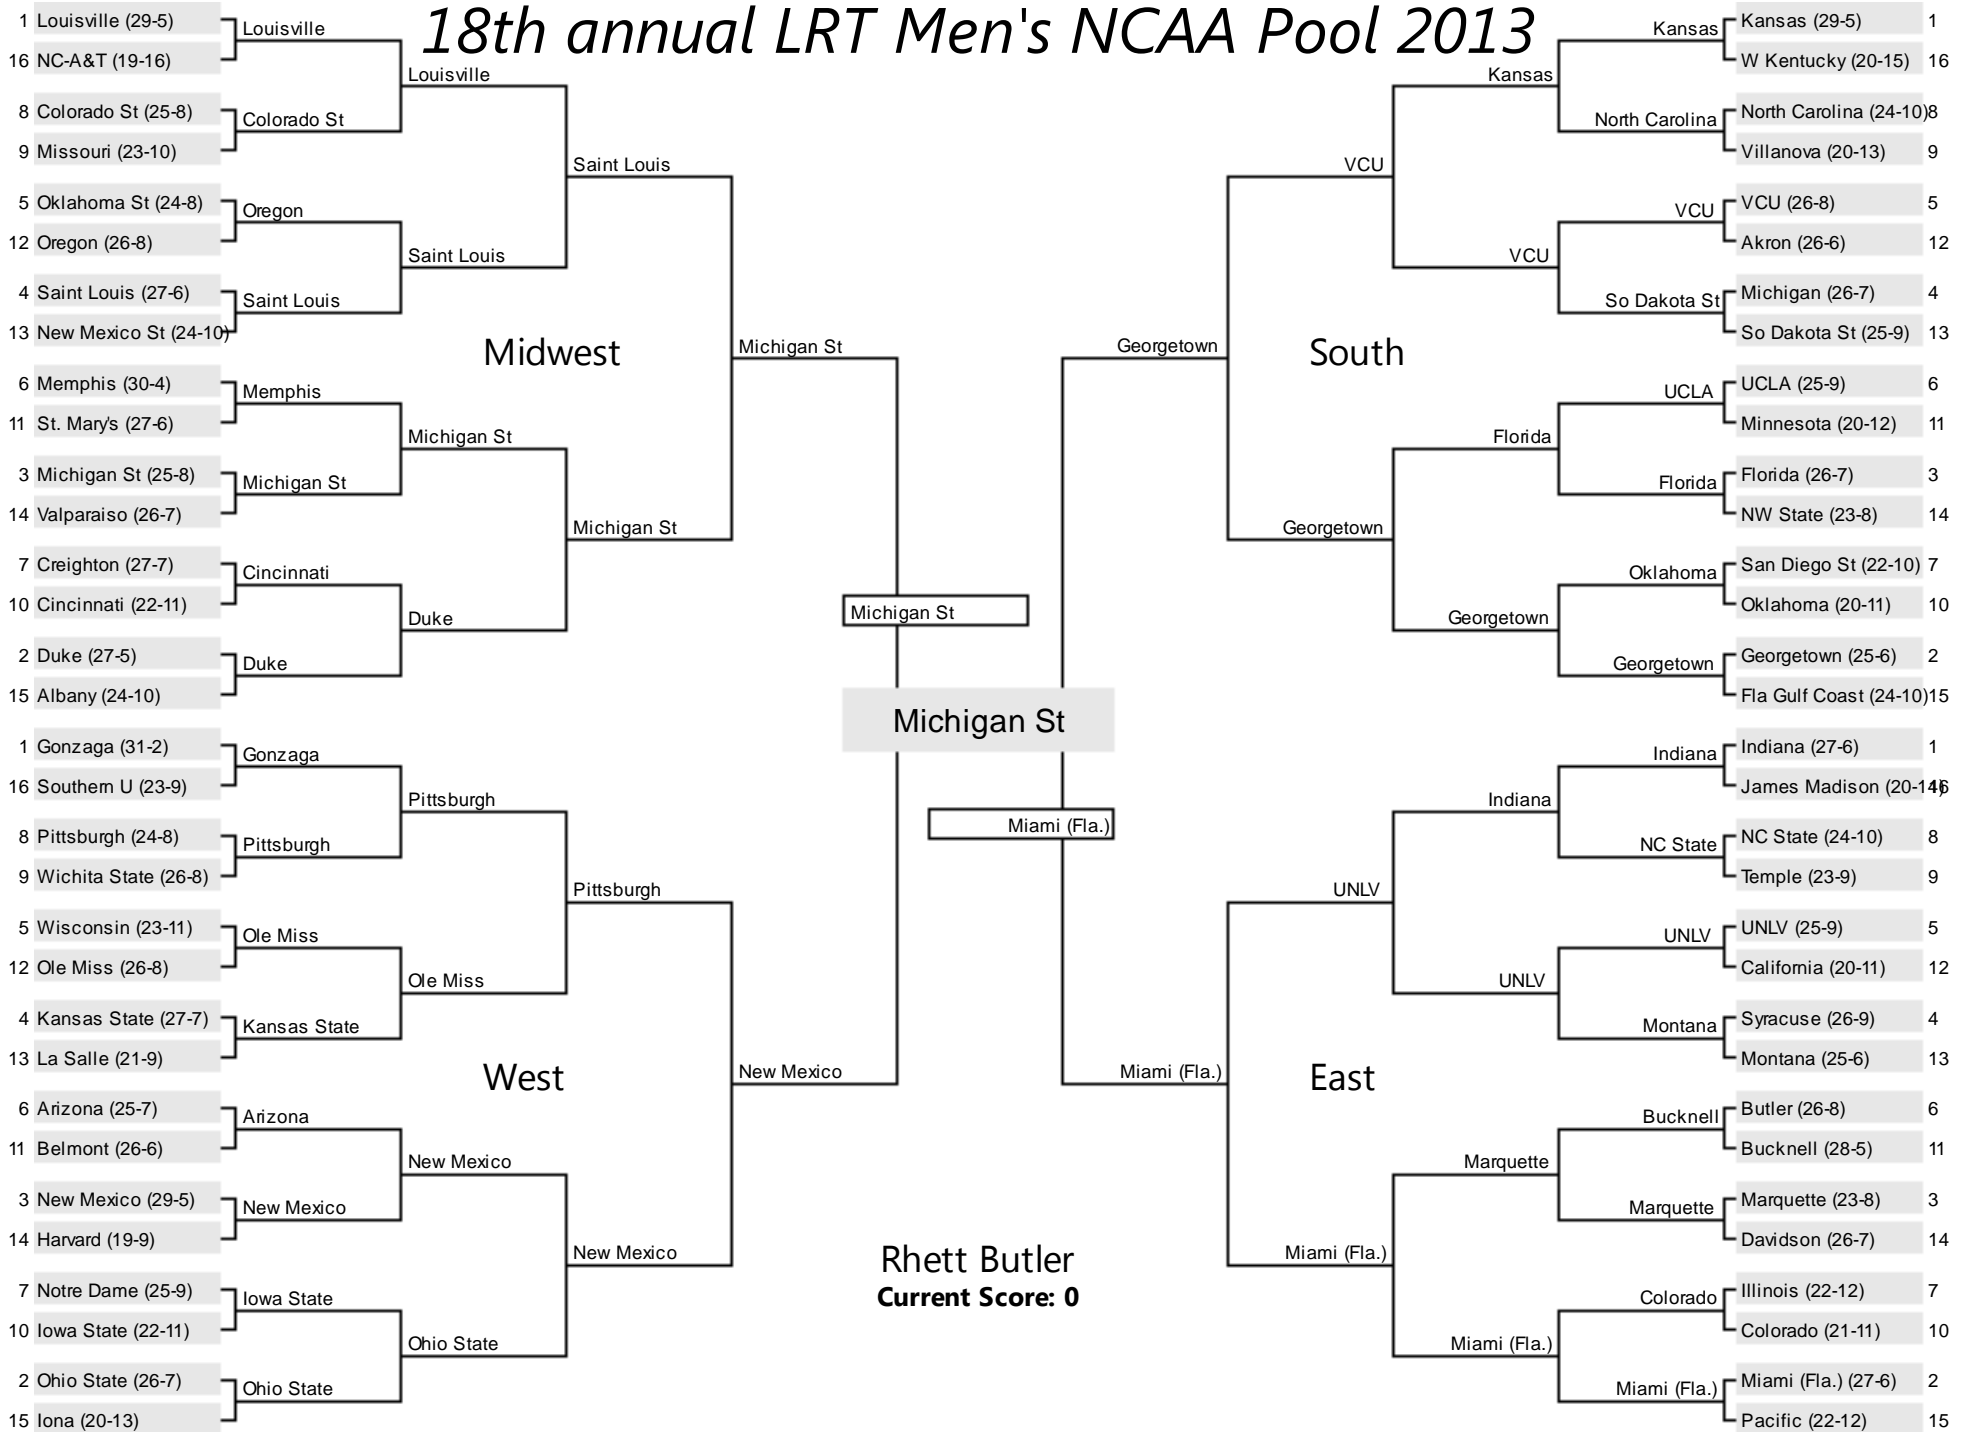 18th annual LRT Men's NCAA Pool 2013
1 Louisville (29-5)
16 NC-A&T (19-16)
8 Colorado St (25-8)
9 Missouri (23-10)
5 Oklahoma St (24-8)
12 Oregon (26-8)
4 Saint Louis (27-6)
13 New Mexico St (24-10)
6 Memphis (30-4)
11 St. Mary's (27-6)
3 Michigan St (25-8)
14 Valparaiso (26-7)
7 Creighton (27-7)
10 Cincinnati (22-11)
2 Duke (27-5)
15 Albany (24-10)
Louisville
Colorado St
Oregon
Saint Louis
Memphis
Michigan St
Cincinnati
Duke
Louisville
Saint Louis
Michigan St
Duke
Saint Louis
Michigan St
Midwest
Michigan St
1 Gonzaga (31-2)
16 Southern U (23-9)
8 Pittsburgh (24-8)
9 Wichita State (26-8)
5 Wisconsin (23-11)
12 Ole Miss (26-8)
4 Kansas State (27-7)
13 La Salle (21-9)
6 Arizona (25-7)
11 Belmont (26-6)
3 New Mexico (29-5)
14 Harvard (19-9)
7 Notre Dame (25-9)
10 Iowa State (22-11)
2 Ohio State (26-7)
15 Iona (20-13)
Gonzaga
Pittsburgh
Ole Miss
Kansas State
Arizona
New Mexico
Iowa State
Ohio State
Pittsburgh
Ole Miss
New Mexico
Ohio State
Pittsburgh
New Mexico
West
New Mexico
Michigan St
Michigan St
Miami (Fla.)
Rhett Butler
Current Score: 0
Georgetown
South
VCU
Georgetown
Kansas
VCU
Florida
Georgetown
Kansas
North Carolina
VCU
So Dakota St
UCLA
Florida
Oklahoma
Georgetown
Kansas (29-5) 1
W Kentucky (20-15) 16
North Carolina (24-10) 8
Villanova (20-13) 9
VCU (26-8) 5
Akron (26-6) 12
Michigan (26-7) 4
So Dakota St (25-9) 13
UCLA (25-9) 6
Minnesota (20-12) 11
Florida (26-7) 3
NW State (23-8) 14
San Diego St (22-10) 7
Oklahoma (20-11) 10
Georgetown (25-6) 2
Fla Gulf Coast (24-10) 15
Miami (Fla.)
East
UNLV
Miami (Fla.)
Indiana
UNLV
Marquette
Miami (Fla.)
Indiana
NC State
UNLV
Montana
Bucknell
Marquette
Colorado
Miami (Fla.)
Indiana (27-6) 1
James Madison (20-14) 16
NC State (24-10) 8
Temple (23-9) 9
UNLV (25-9) 5
California (20-11) 12
Syracuse (26-9) 4
Montana (25-6) 13
Butler (26-8) 6
Bucknell (28-5) 11
Marquette (23-8) 3
Davidson (26-7) 14
Illinois (22-12) 7
Colorado (21-11) 10
Miami (Fla.) (27-6) 2
Pacific (22-12) 15